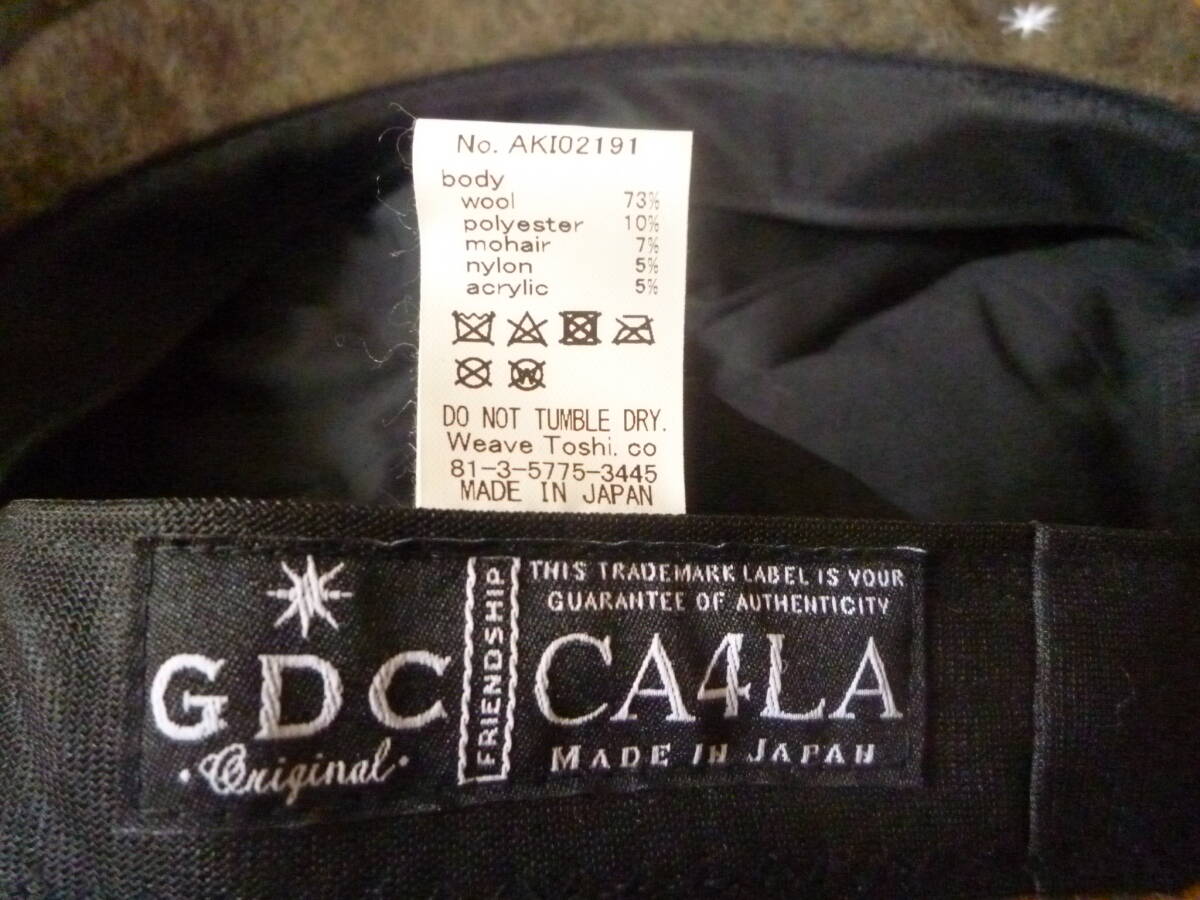 No. AKI02191
body
wool 73%
polyester 10%
mohair 7%
nylon 5%
acrylic 5%
W
DO NOT TUMBLE DRY.
Weave Toshi. co
81-3-5775-3445
MADE IN JAPAN
GDC
·Original·
FRIENDSHIP
THIS TRADEMARK LABEL IS YOUR
GUARANTEE OF AUTHENTICITY
CA4LA
MADE IN JAPAN